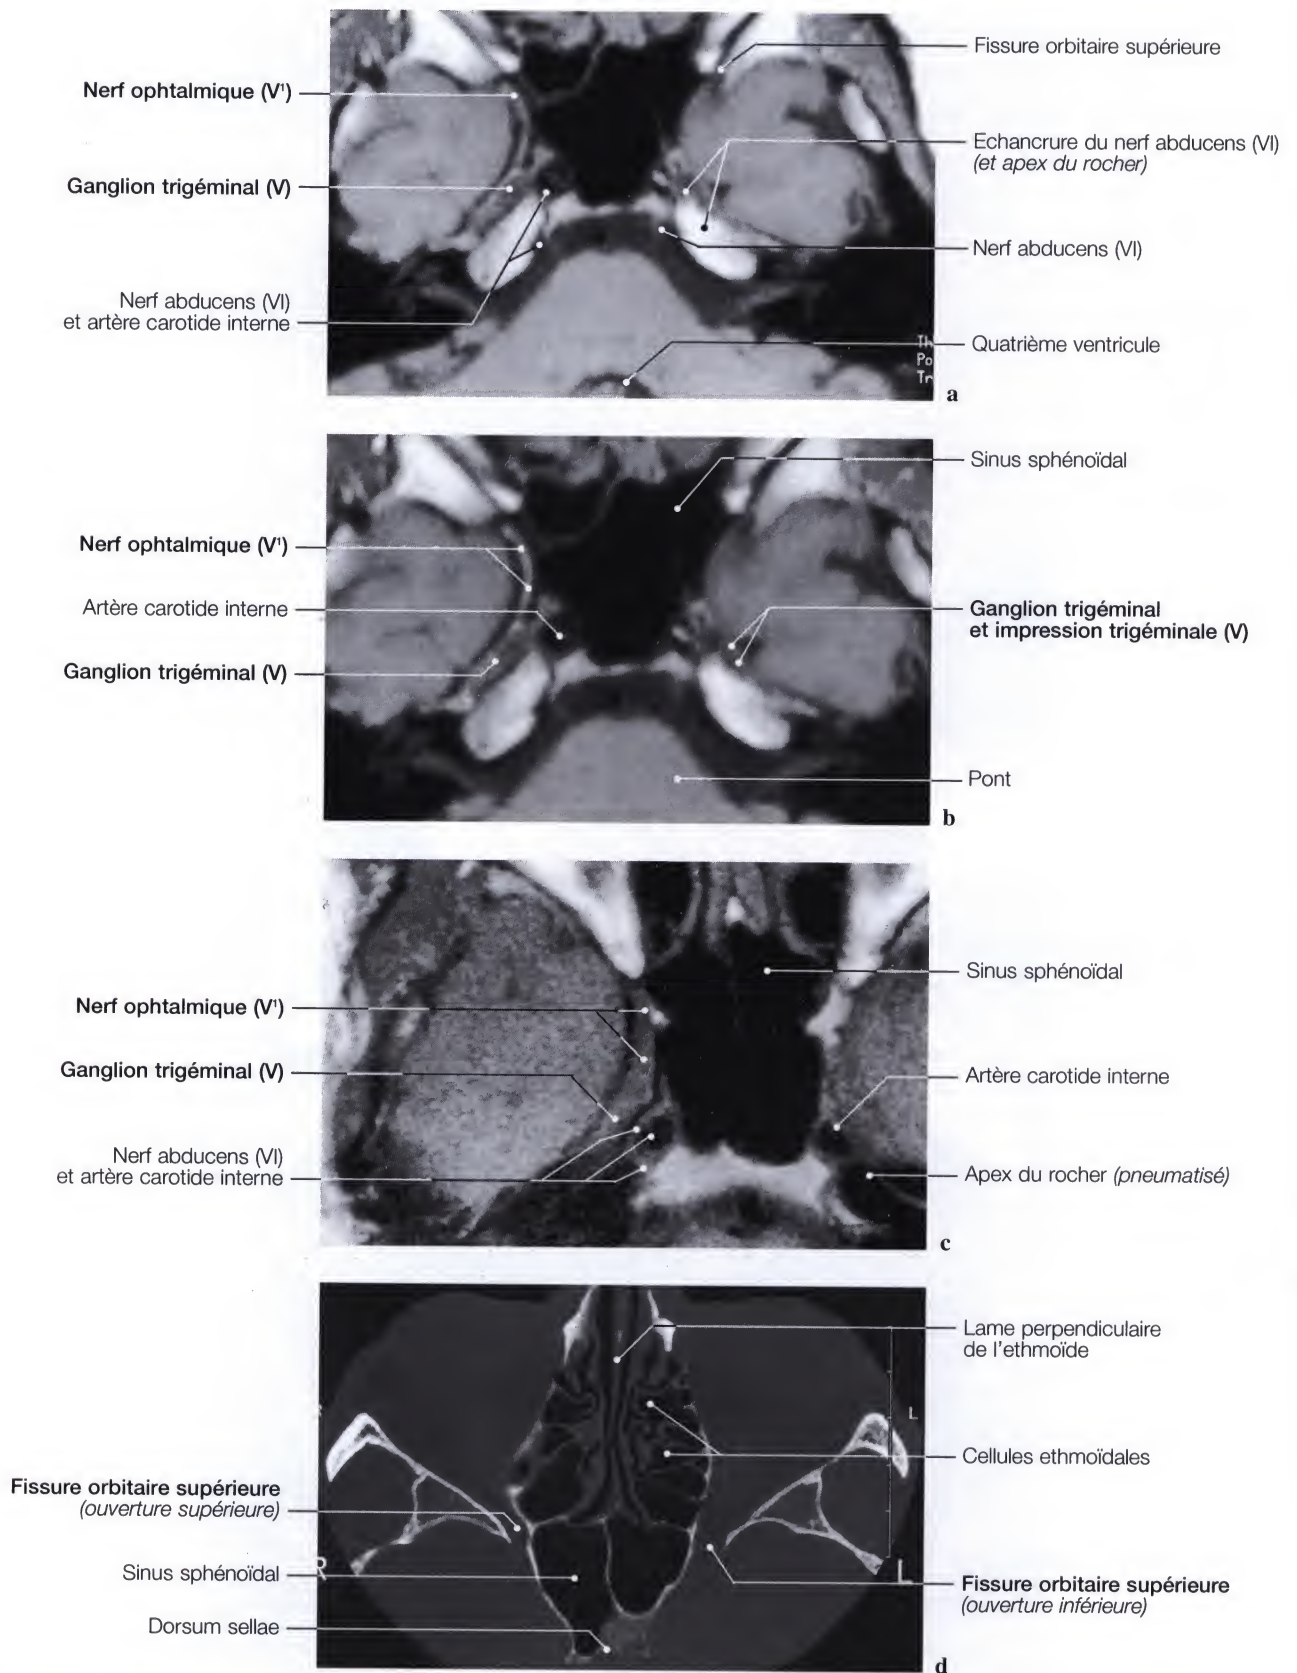 Fissure orbitaire supérieure
Nerf ophtalmique (V¹)
Echancrure du nerf abducens (VI)
(et apex du rocher)
Ganglion trigéminal (V)
Nerf abducens (VI)
Nerf abducens (VI)
et artère carotide interne
Quatrième ventricule
Th
Po
Tr
a
Sinus sphénoïdal
Nerf ophtalmique (V¹)
Artère carotide interne
Ganglion trigéminal
et impression trigéminale (V)
Ganglion trigéminal (V)
Pont
b
Sinus sphénoïdal
Nerf ophtalmique (V¹)
Ganglion trigéminal (V)
Artère carotide interne
Nerf abducens (VI)
et artère carotide interne
Apex du rocher (pneumatisé)
c
Lame perpendiculaire
de l'ethmoïde
L
Cellules ethmoïdales
Fissure orbitaire supérieure
(ouverture supérieure)
Sinus sphénoïdal
R
L
Fissure orbitaire supérieure
(ouverture inférieure)
Dorsum sellae
d